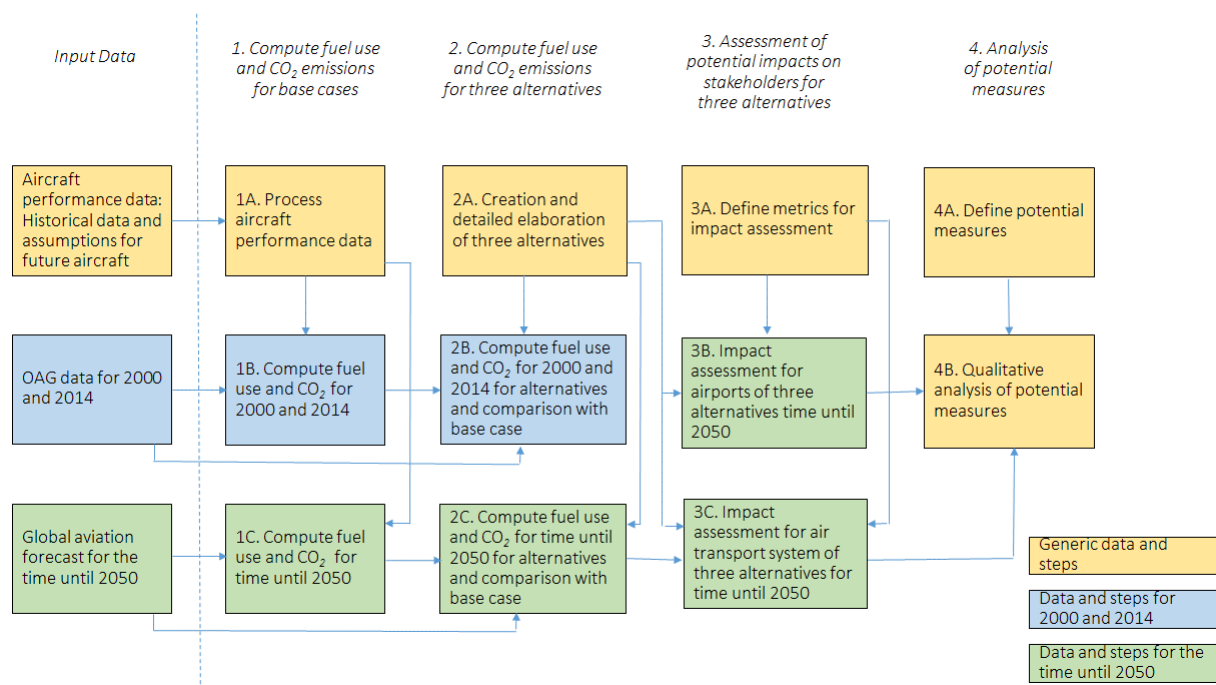 Input Data
1. Compute fuel use
and CO₂ emissions
for base cases
2. Compute fuel use
and CO₂ emissions
for three alternatives
3. Assessment of
potential impacts on
stakeholders for
three alternatives
4. Analysis
of potential
measures
Aircraft
performance data:
Historical data and
assumptions for
future aircraft
1A. Process
aircraft
performance data
2A. Creation and
detailed elaboration
of three alternatives
3A. Define metrics for
impact assessment
4A. Define potential
measures
OAG data for 2000
and 2014
1B. Compute fuel
use and CO₂ for
2000 and 2014
2B. Compute fuel use
and CO₂ for 2000 and
2014 for alternatives
and comparison with
base case
3B. Impact
assessment for
airports of three
alternatives time until
2050
4B. Qualitative
analysis of potential
measures
Global aviation
forecast for the
time until 2050
1C. Compute fuel
use and CO₂ for
time until 2050
2C. Compute fuel use
and CO₂ for time until
2050 for alternatives
and comparison with
base case
3C. Impact
assessment for air
transport system of
three alternatives for
time until 2050
Generic data and
steps
Data and steps for
2000 and 2014
Data and steps for the
time until 2050